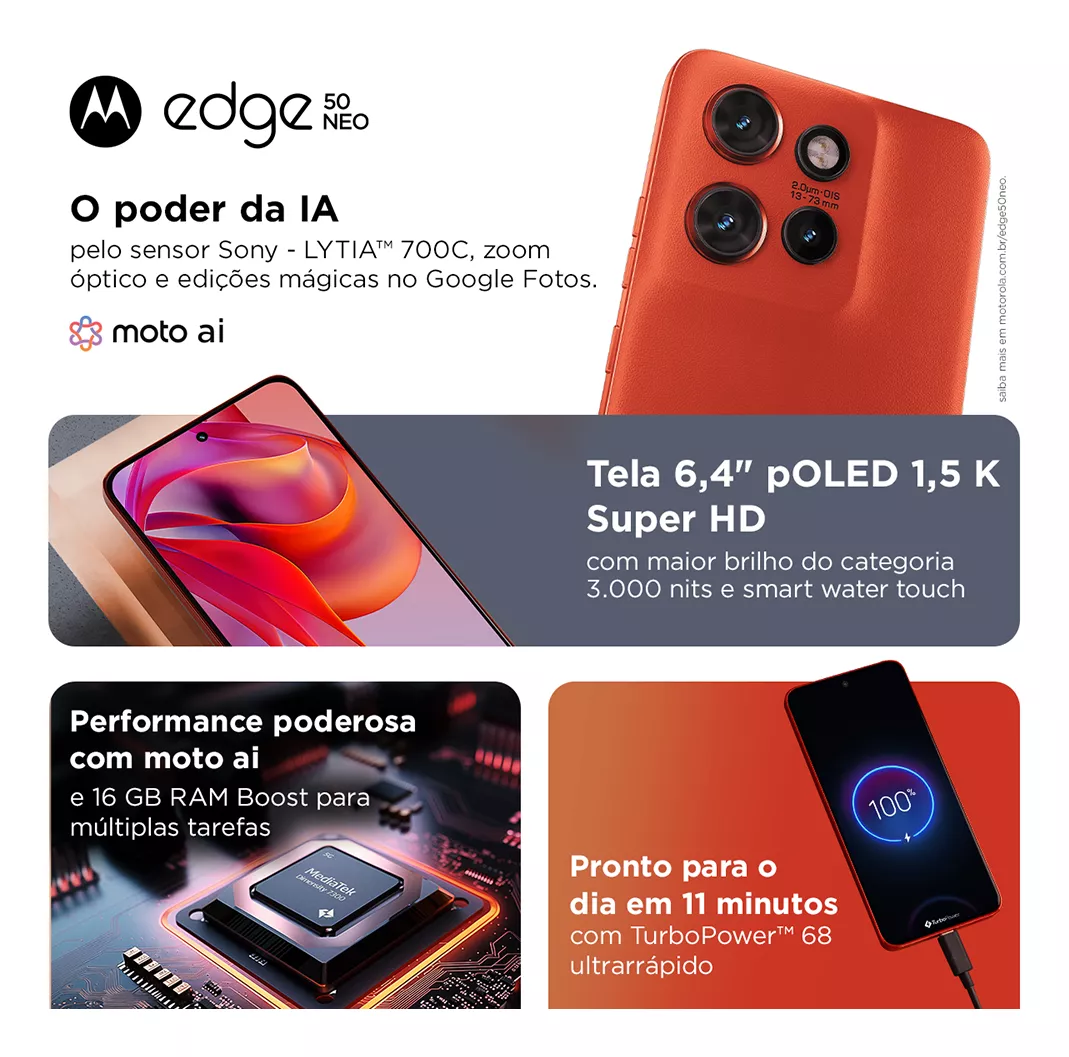 edge 50 NEO
O poder da IA
pelo sensor Sony - LYTIA™ 700C, zoom
óptico e edições mágicas no Google Fotos.
moto ai
2.0µm-OIS
13-73mm
saiba mais em motorola.com.br/edge50neo.
Tela 6,4" pOLED 1,5 K
Super HD
com maior brilho do categoria
3.000 nits e smart water touch
Performance poderosa
com moto ai
e 16 GB RAM Boost para
múltiplas tarefas
5G
MediaTek
Dimensity 7300
100%
TurboPower
Pronto para o
dia em 11 minutos
com TurboPower™ 68
ultrarrápido